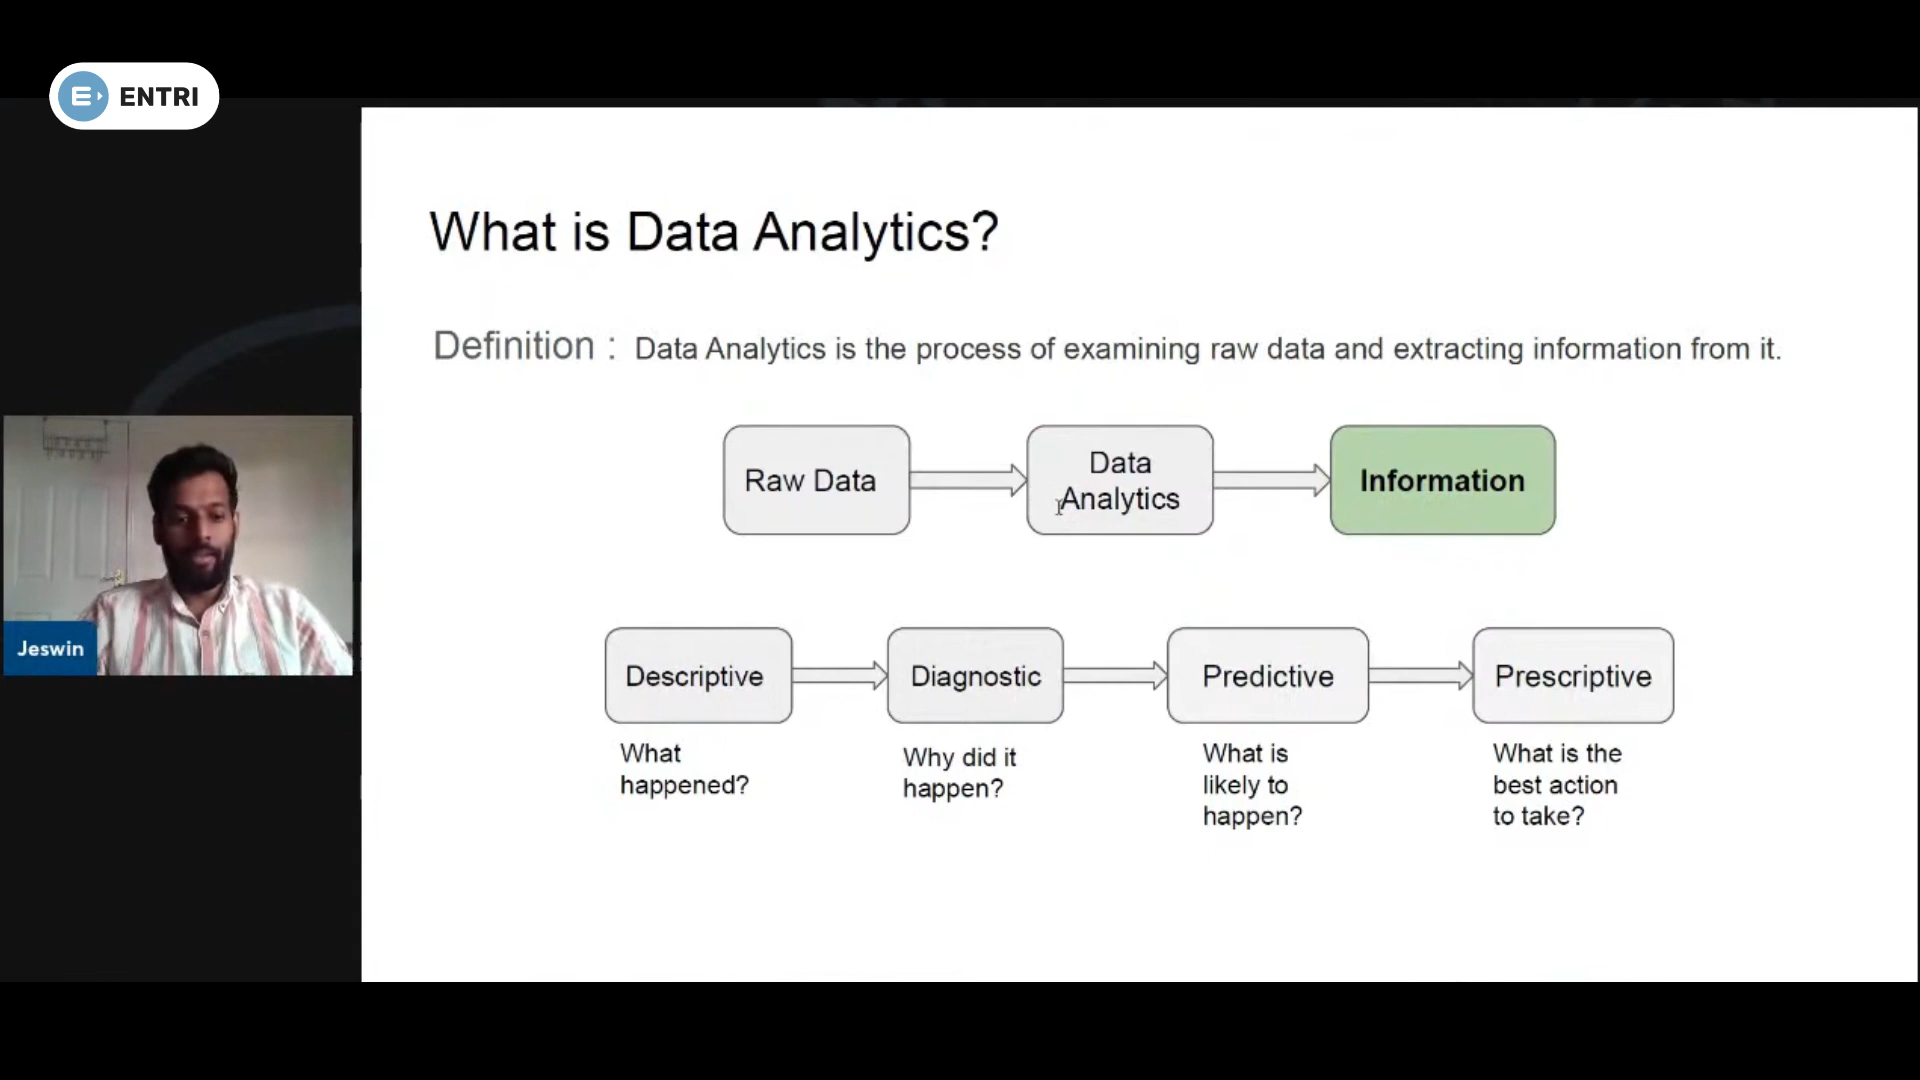 ENTRI
What is Data Analytics?
Definition : Data Analytics is the process of examining raw data and extracting information from it.
Raw Data
Data
Analytics
Information
Jeswin
Descriptive
Diagnostic
Predictive
Prescriptive
What
happened?
Why did it
happen?
What is
likely to
happen?
What is the
best action
to take?